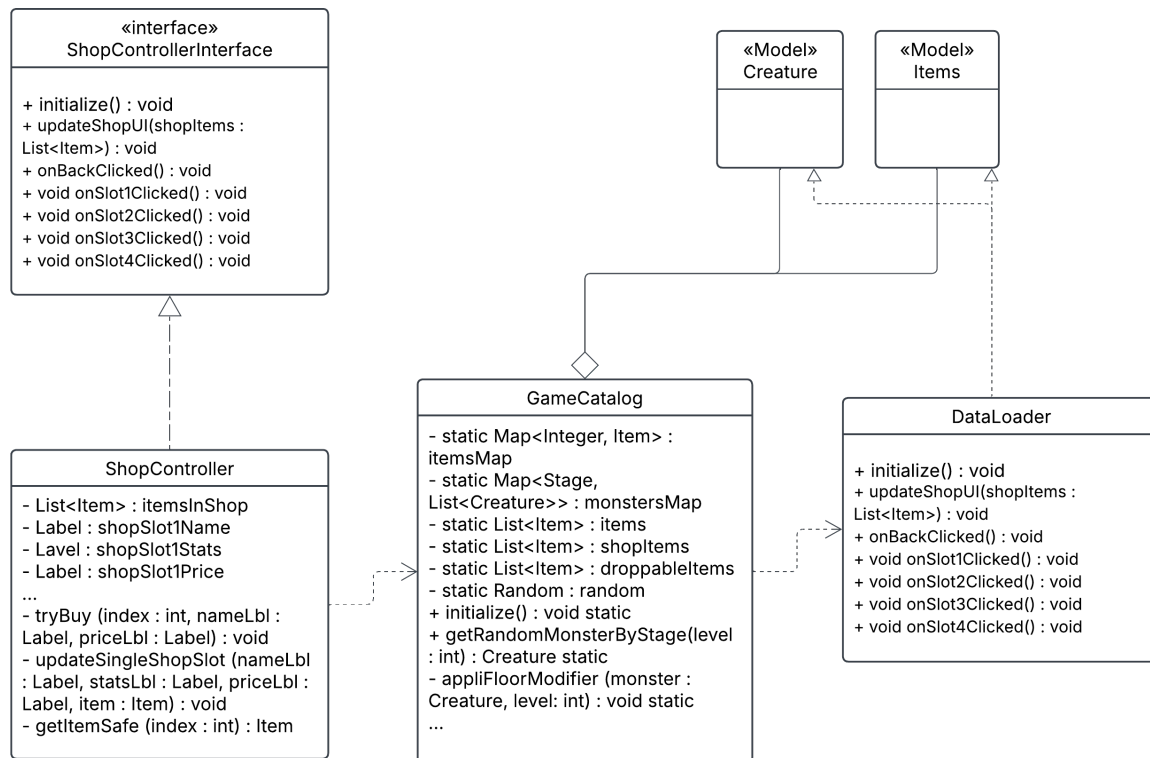 «interface»
ShopControllerInterface
+ initialize() : void
+ updateShopUI(shopItems :
List<Item>) : void
+ onBackClicked() : void
+ void onSlot1Clicked() : void
+ void onSlot2Clicked() : void
+ void onSlot3Clicked() : void
+ void onSlot4Clicked() : void
«Model»
Creature
«Model»
Items
ShopController
- List<Item> : itemsInShop
- Label : shopSlot1Name
- Lavel : shopSlot1Stats
- Label : shopSlot1Price
...
- tryBuy (index : int, nameLbl :
Label, priceLbl : Label) : void
- updateSingleShopSlot (nameLbl
: Label, statsLbl : Label, priceLbl :
Label, item : Item) : void
- getItemSafe (index : int) : Item
GameCatalog
- static Map<Integer, Item> :
itemsMap
- static Map<Stage,
List<Creature>> : monstersMap
- static List<Item> : items
- static List<Item> : shopItems
- static List<Item> : droppableItems
- static Random : random
+ initialize() : void static
+ getRandomMonsterByStage(level
: int) : Creature static
- appliFloorModifier (monster :
Creature, level: int) : void static
...
DataLoader
+ initialize() : void
+ updateShopUI(shopItems :
List<Item>) : void
+ onBackClicked() : void
+ void onSlot1Clicked() : void
+ void onSlot2Clicked() : void
+ void onSlot3Clicked() : void
+ void onSlot4Clicked() : void